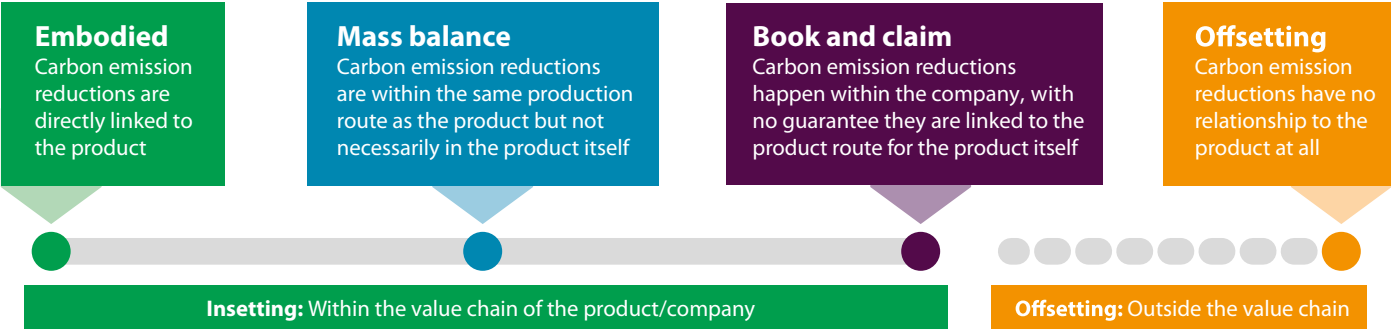 Embodied
Carbon emission
reductions are
directly linked to
the product
Mass balance
Carbon emission reductions
are within the same production
route as the product but not
necessarily in the product itself
Book and claim
Carbon emission reductions
happen within the company, with
no guarantee they are linked to the
product route for the product itself
Offsetting
Carbon emission
reductions have no
relationship to the
product at all
Insetting: Within the value chain of the product/company
Offsetting: Outside the value chain